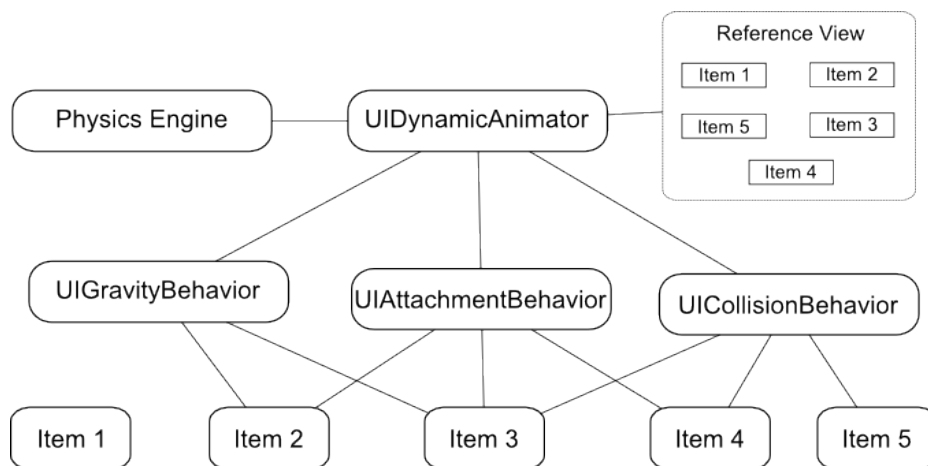 Reference View
Item 1 Item 2
Physics Engine UIDynamicAnimator
Item 5 Item 3
Item 4
UIGravityBehavior UIAttachmentBehavior UICollisionBehavior
Item 1 Item 2 Item 3 Item 4 Item 5